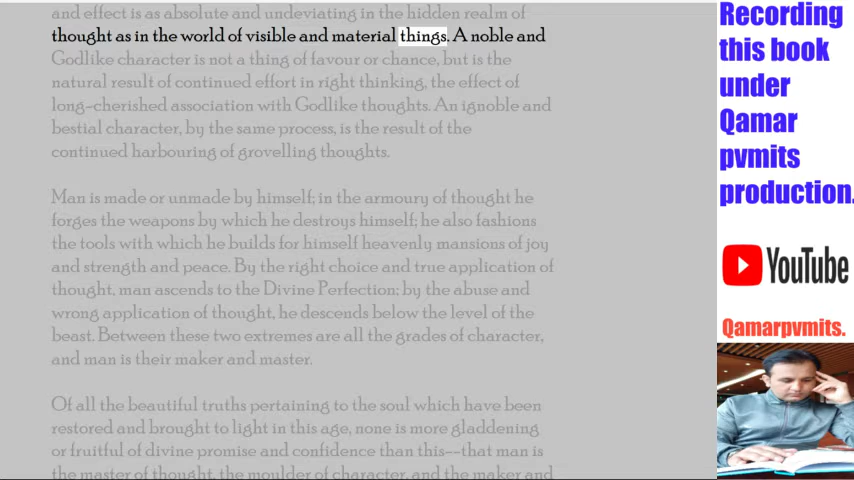 and effect is as absolute and undeviating in the hidden realm of
thought as in the world of visible and material things. A noble and
Godlike character is not a thing of favour or chance, but is the
natural result of continued effort in right thinking, the effect of
long-cherished association with Godlike thoughts. An ignoble and
bestial character, by the same process, is the result of the
continued harbouring of grovelling thoughts.
Man is made or unmade by himself; in the armoury of thought he
forges the weapons by which he destroys himself; he also fashions
the tools with which he builds for himself heavenly mansions of joy
and strength and peace. By the right choice and true application of
thought, man ascends to the Divine Perfection; by the abuse and
wrong application of thought, he descends below the level of the
beast. Between these two extremes are all the grades of character,
and man is their maker and master.
Of all the beautiful truths pertaining to the soul which have been
restored and brought to light in this age, none is more gladdening
or fruitful of divine promise and confidence than this--that man is
the master of thought, the moulder of character, and the maker and
Recording
this book
under
Qamar
pvmits
production.
YouTube
Qamarpvmits.